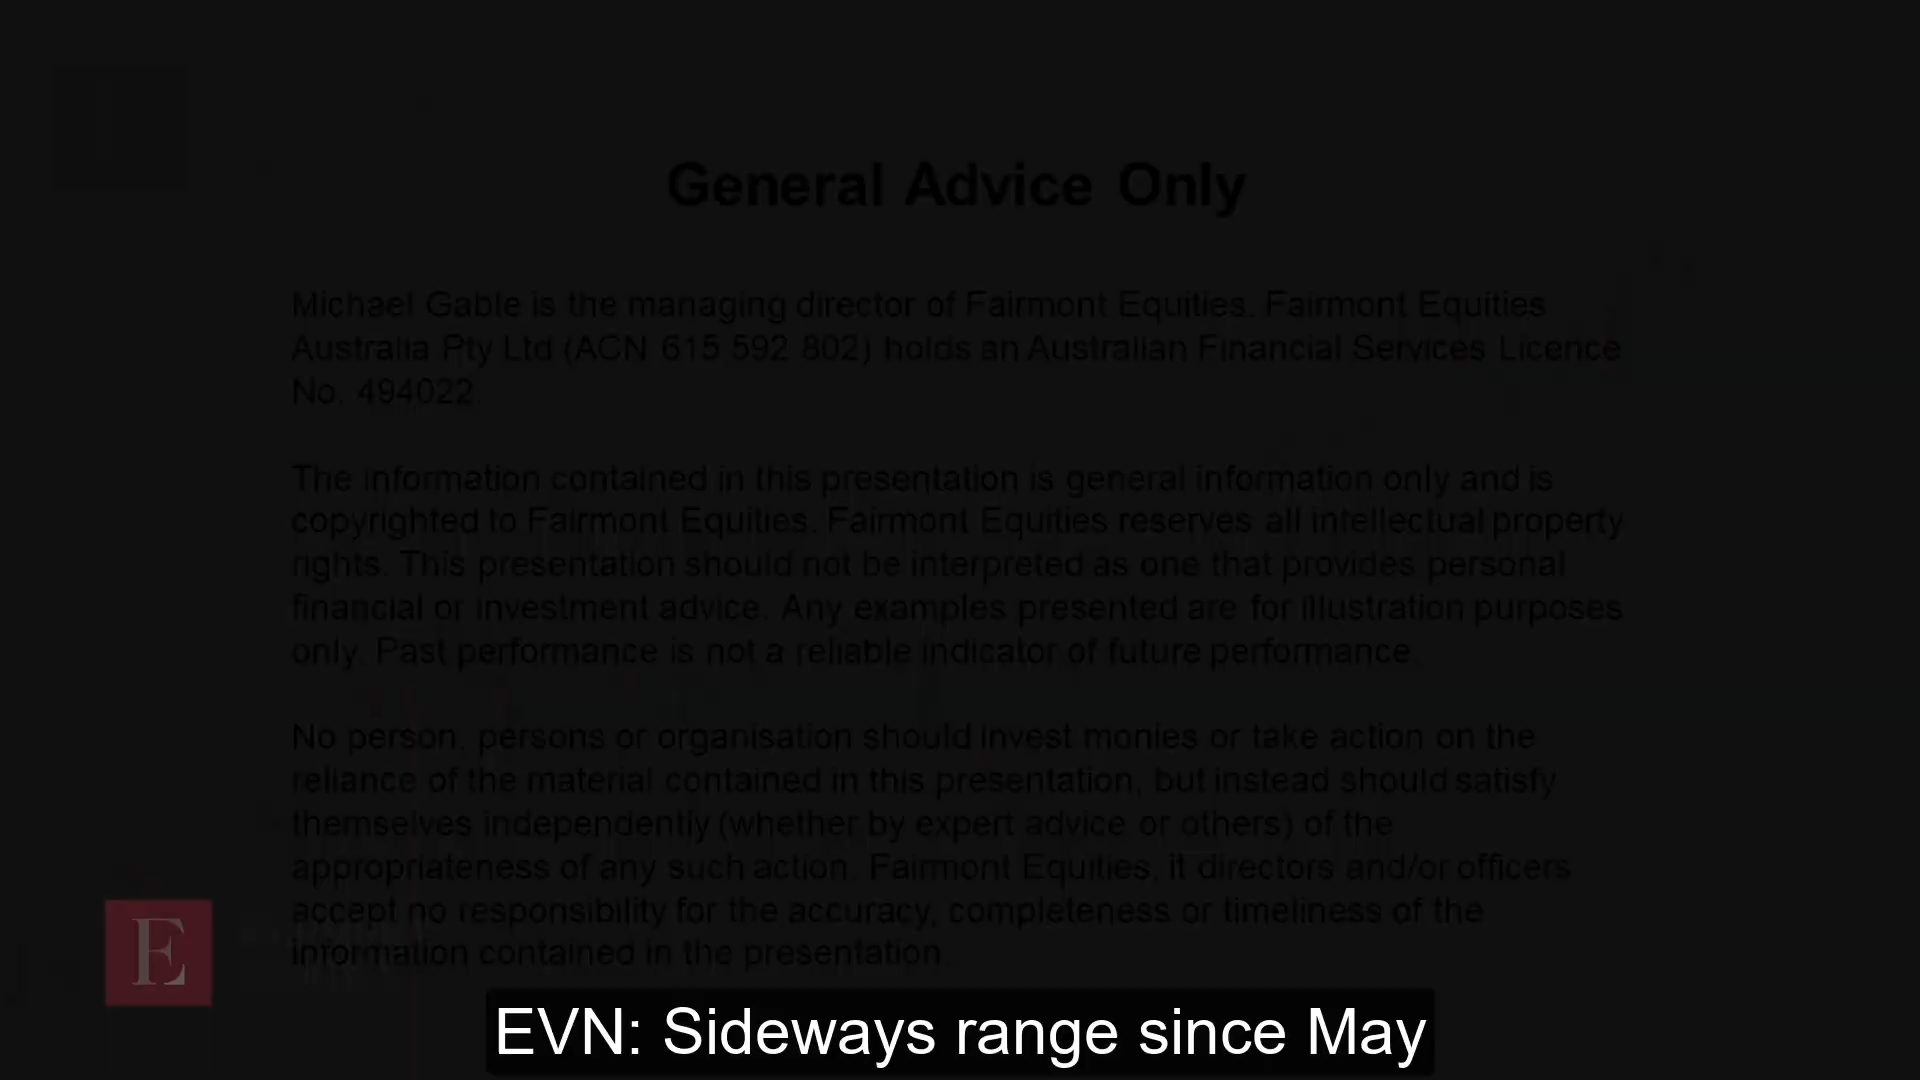 General Advice Only
Michael Gable is the managing director of Fairmont Equities. Fairmont Equities
Australia Pty Ltd (ACN 615 592 802) holds an Australian Financial Services Licence
No. 494022.
The information contained in this presentation is general information only and is
copyrighted to Fairmont Equities. Fairmont Equities reserves all intellectual property
rights. This presentation should not be interpreted as one that provides personal
financial or investment advice. Any examples presented are for illustration purposes
only. Past performance is not a reliable indicator of future performance.
No person, persons or organisation should invest monies or take action on the
reliance of the material contained in this presentation, but instead should satisfy
themselves independently (whether by expert advice or others) of the
appropriateness of any such action. Fairmont Equities, it directors and/or officers
accept no responsibility for the accuracy, completeness or timeliness of the
information contained in the presentation.
E
EVN: Sideways range since May